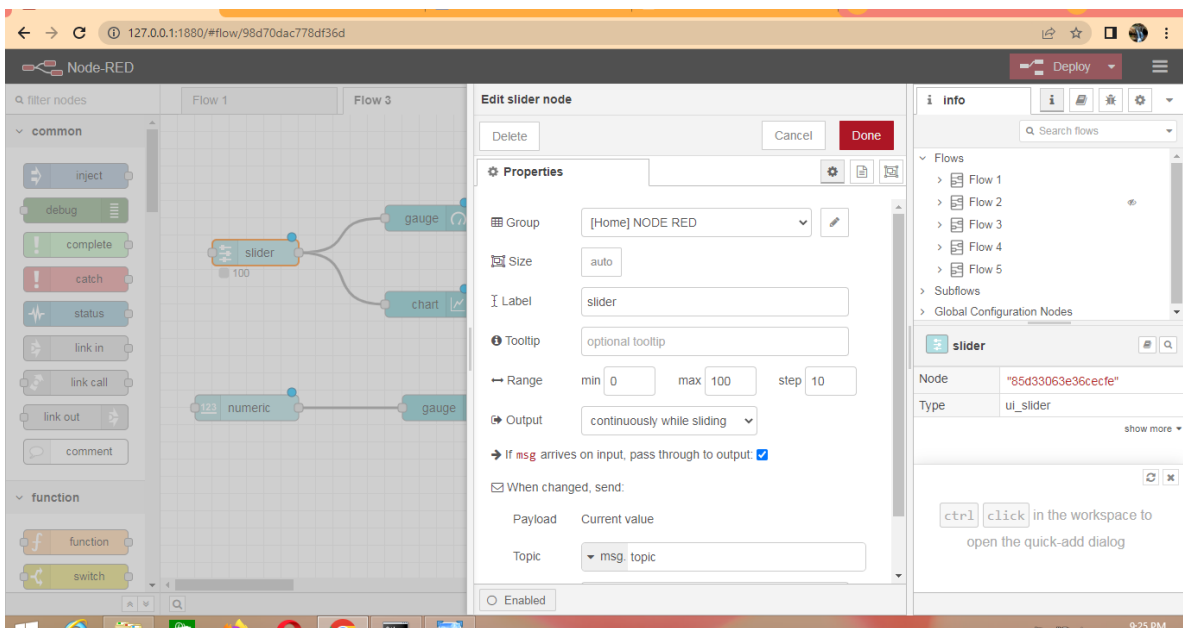 127.0.0.1:1880/#flow/98d70dac778df36d
Node-RED
Deploy
filter nodes
common
inject
debug
complete
catch
status
link in
link call
link out
comment
function
function
switch
Flow 1
Flow 3
slider
100
gauge
chart
123 numeric
gauge
Edit slider node
Delete
Cancel
Done
Properties
Group
[Home] NODE RED
Size
auto
Label
slider
Tooltip
optional tooltip
Range
min 0
max 100
step 10
Output
continuously while sliding
If msg arrives on input, pass through to output:
When changed, send:
Payload
Current value
Topic
msg. topic
Enabled
i info
i
Search flows
Flows
Flow 1
Flow 2
Flow 3
Flow 4
Flow 5
Subflows
Global Configuration Nodes
slider
Node
"85d33063e36cecfe"
Type
ui_slider
show more
ctrl click in the workspace to
open the quick-add dialog
9:25 PM